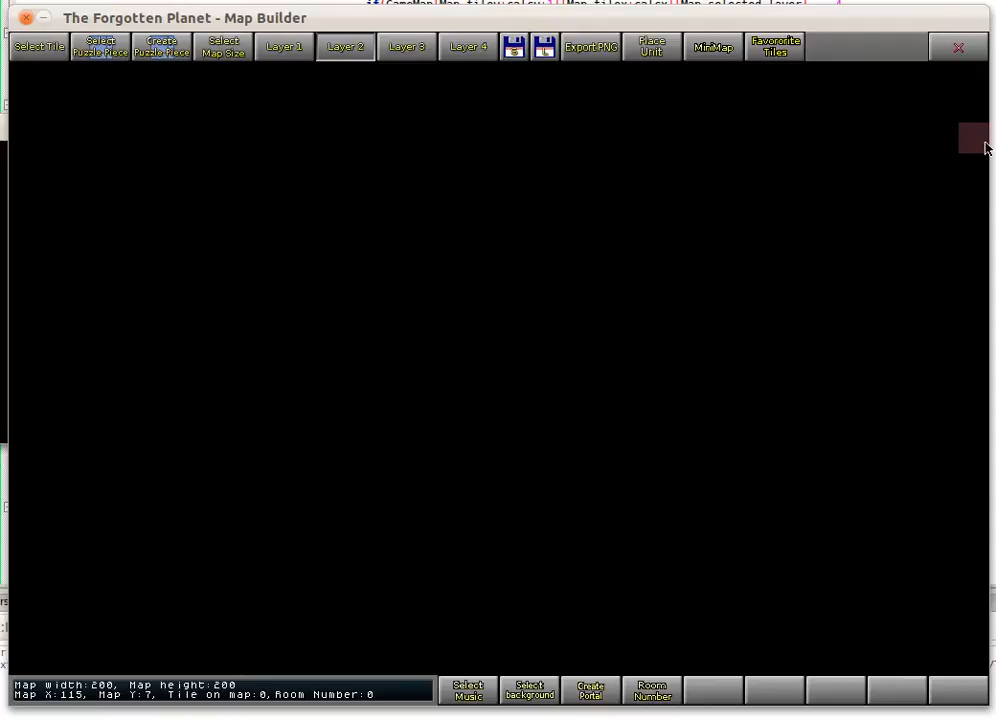 The Forgotten Planet - Map Builder
Select Tile
Select
Puzzle Piece
Create
Puzzle Piece
Select
Map Size
Layer 1
Layer 2
Layer 3
Layer 4
Export PNG
Place
Unit
MiniMap
Favororite
Tiles
Map width:200, Map height:200
Map X:115, Map Y:7, Tile on map:0,Room Number:0
Select
Music
Select
background
Create
Portal
Room
Number